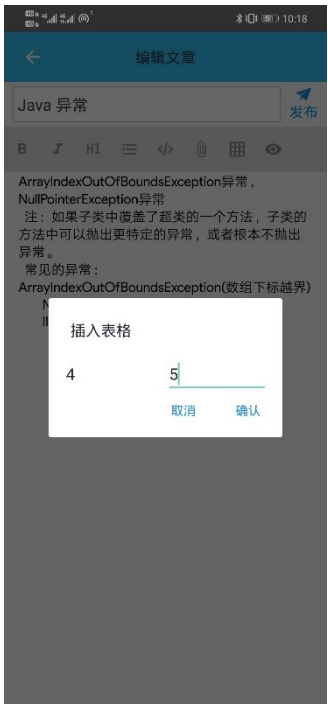 10:18
编辑文章
Java 异常
发布
B I H1 </>
ArrayIndexOutOfBoundsException异常，
NullPointerException异常
注：如果子类中覆盖了超类的一个方法，子类的
方法中可以抛出更特定的异常，或者根本不抛出
异常。
常见的异常：
ArrayIndexOutOfBoundsException(数组下标越界)
插入表格
4 5
取消 确认